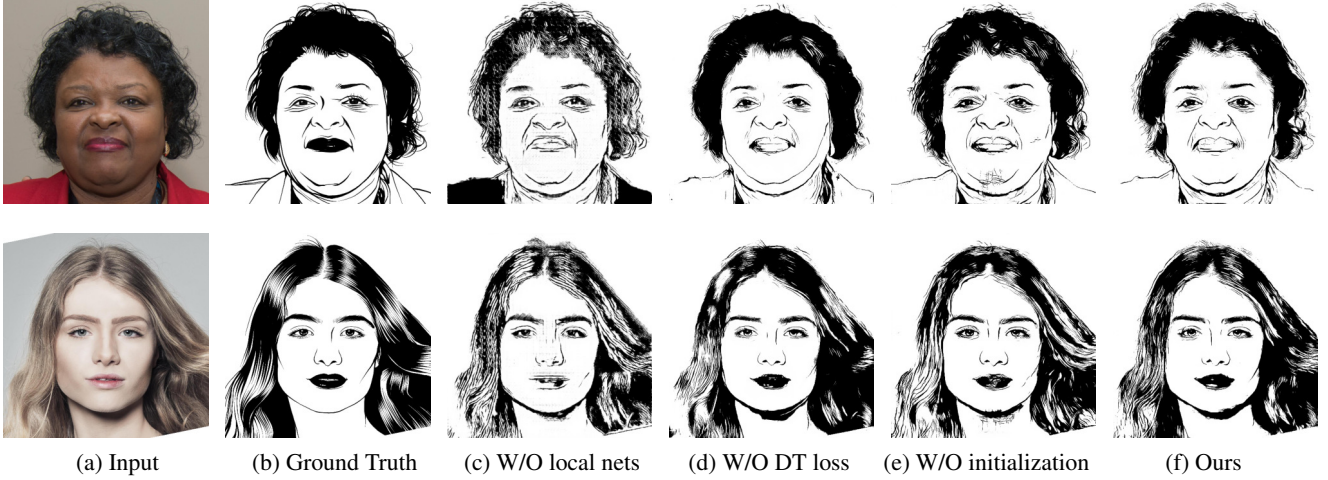 (a) Input
(b) Ground Truth
(c) W/O local nets
(d) W/O DT loss
(e) W/O initialization
(f) Ours